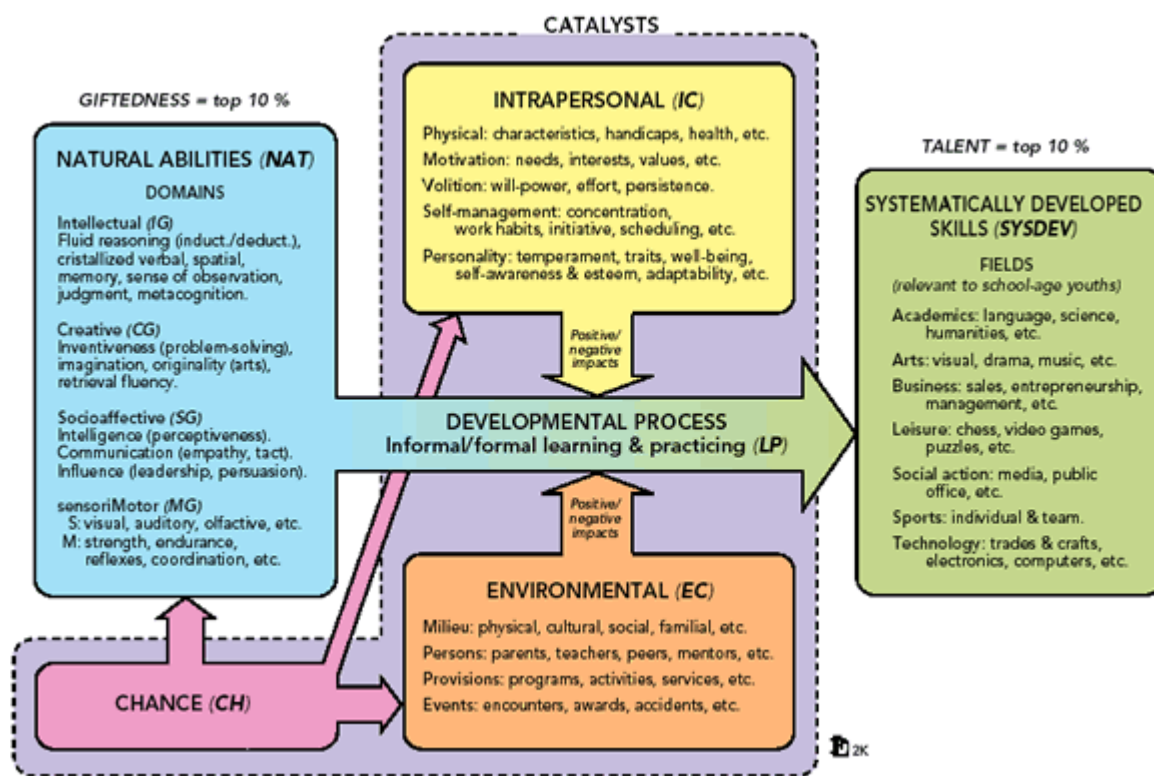 CATALYSTS
GIFTEDNESS = top 10 %
NATURAL ABILITIES (NAT)
DOMAINS
Intellectual (IG)
Fluid reasoning (induct./deduct.),
cristallized verbal, spatial,
memory, sense of observation,
judgment, metacognition.
Creative (CG)
Inventiveness (problem-solving),
imagination, originality (arts),
retrieval fluency.
Socioaffective (SG)
Intelligence (perceptiveness).
Communication (empathy, tact).
Influence (leadership, persuasion).
sensoriMotor (MG)
S: visual, auditory, olfactive, etc.
M: strength, endurance,
reflexes, coordination, etc.
INTRAPERSONAL (IC)
Physical: characteristics, handicaps, health, etc.
Motivation: needs, interests, values, etc.
Volition: will-power, effort, persistence.
Self-management: concentration,
work habits, initiative, scheduling, etc.
Personality: temperament, traits, well-being,
self-awareness & esteem, adaptability, etc.
Positive/
negative
impacts
DEVELOPMENTAL PROCESS
Informal/formal learning & practicing (LP)
Positive/
negative
impacts
ENVIRONMENTAL (EC)
Milieu: physical, cultural, social, familial, etc.
Persons: parents, teachers, peers, mentors, etc.
Provisions: programs, activities, services, etc.
Events: encounters, awards, accidents, etc.
CHANCE (CH)
TALENT = top 10 %
SYSTEMATICALLY DEVELOPED
SKILLS (SYSDEV)
FIELDS
(relevant to school-age youths)
Academics: language, science,
humanities, etc.
Arts: visual, drama, music, etc.
Business: sales, entrepreneurship,
management, etc.
Leisure: chess, video games,
puzzles, etc.
Social action: media, public
office, etc.
Sports: individual & team.
Technology: trades & crafts,
electronics, computers, etc.
2K